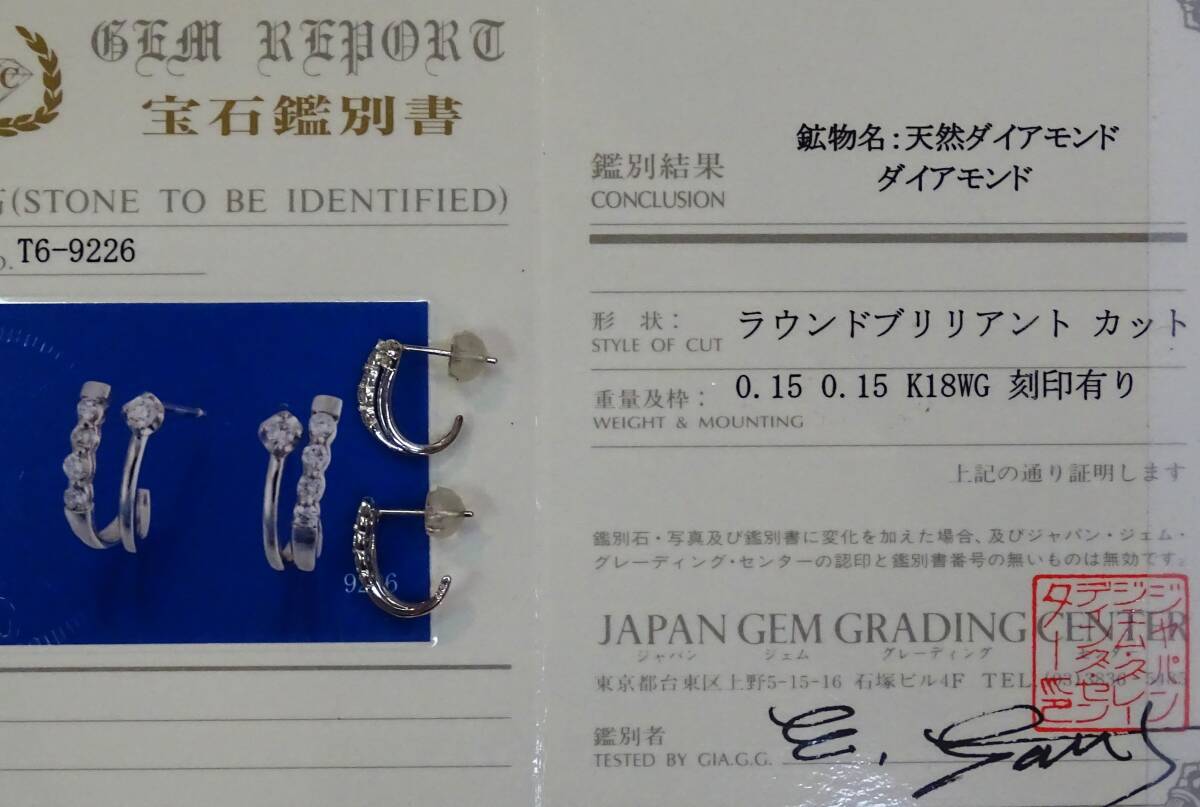 C
GEM REPORT
宝石鑑別書
(STONE TO BE IDENTIFIED)
T6-9226
鑑別結果
CONCLUSION
鉱物名:天然ダイアモンド
ダイアモンド
形 状:
STYLE OF CUT
ラウンドブリリアント カット
重量及枠:
WEIGHT & MOUNTING
0.15 0.15 K18WG 刻印有り
上記の通り証明します
鑑別石・写真及び鑑別書に変化を加えた場合、及びジャパン・ジェム・
グレーディング・センターの認印と鑑別書番号の無いものは無効です。
JAPAN GEM GRADING CENTER
ジャパン ジェム グレーディング
東京都台東区上野5-15-16 石塚ビル4F TEL (03)3836-
鑑別者
TESTED BY GIA.G.G.